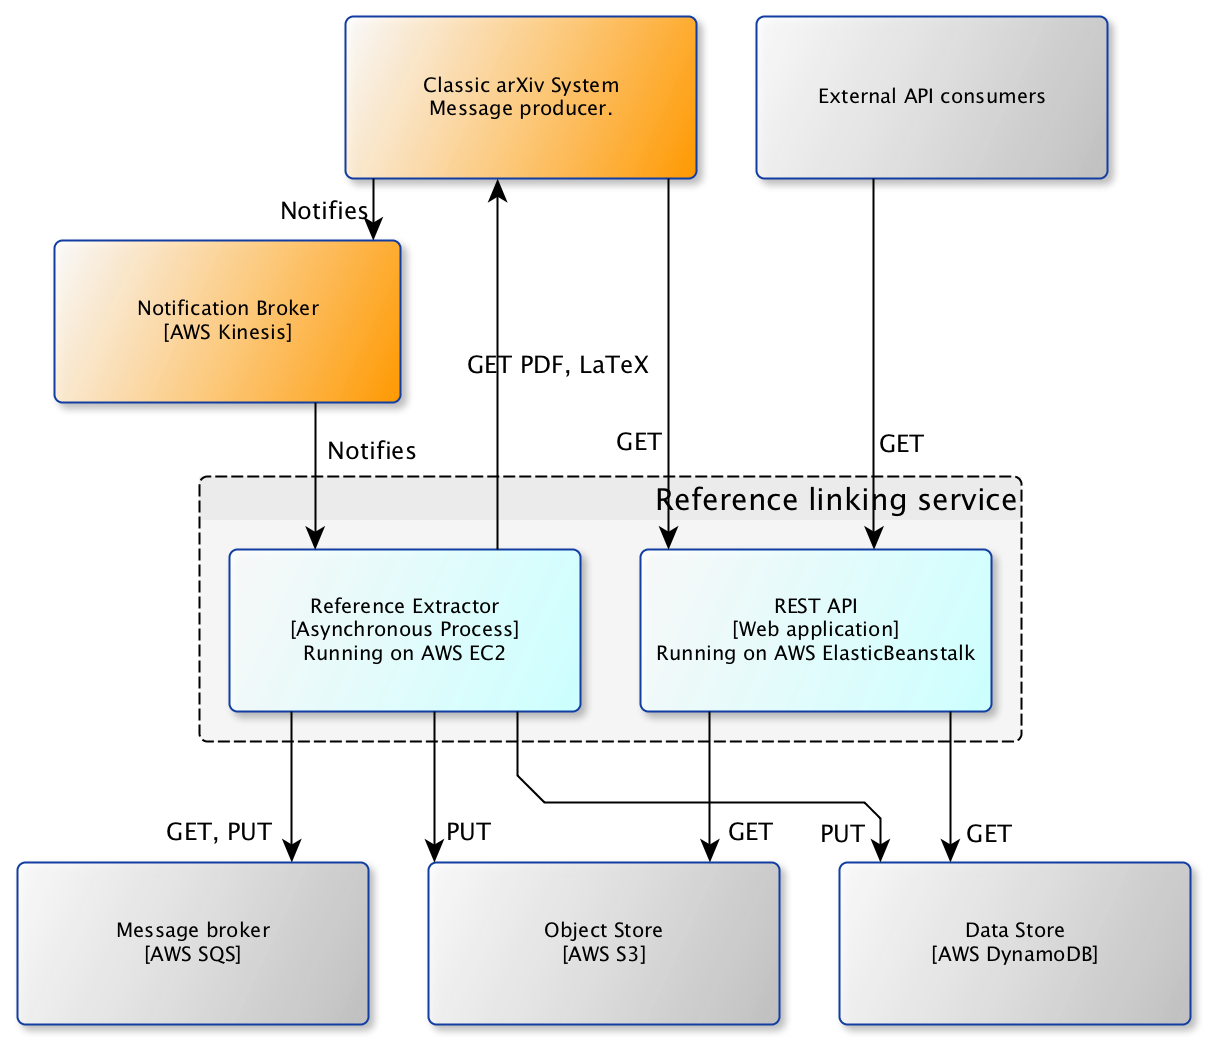 Classic arXiv System
Message producer.
External API consumers
Notifies
Notification Broker
[AWS Kinesis]
GET PDF, LaTeX
GET
GET
Notifies
Reference linking service
Reference Extractor
[Asynchronous Process]
Running on AWS EC2
REST API
[Web application]
Running on AWS ElasticBeanstalk
GET, PUT
PUT
GET
PUT
GET
Message broker
[AWS SQS]
Object Store
[AWS S3]
Data Store
[AWS DynamoDB]